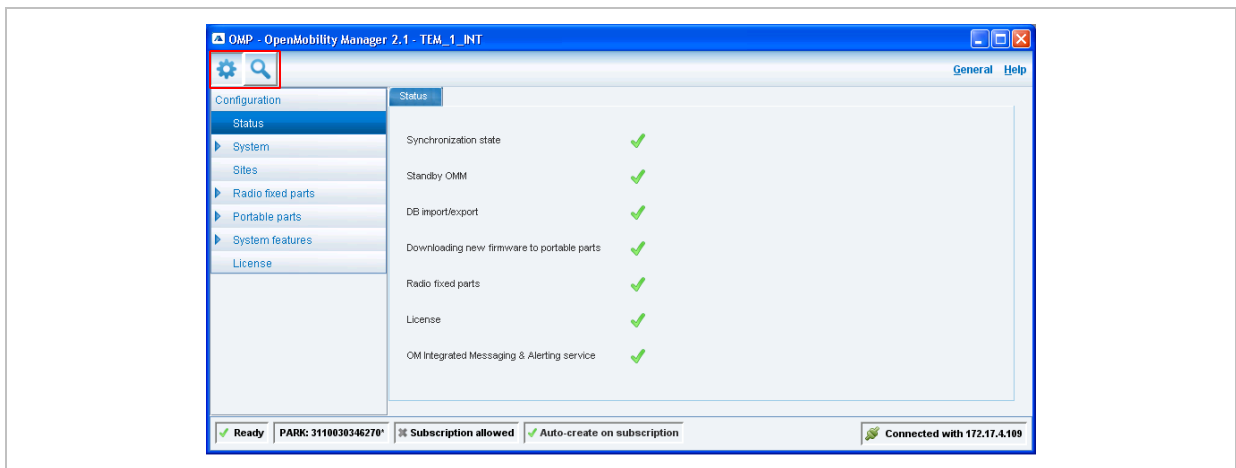 OMP - OpenMobility Manager 2.1 - TEM_1_INT
General Help
Configuration
Status
System
Sites
Radio fixed parts
Portable parts
System features
License
Status
Synchronization state
Standby OMM
DB import/export
Downloading new firmware to portable parts
Radio fixed parts
License
OM Integrated Messaging & Alerting service
Ready PARK: 3110030346270* Subscription allowed Auto-create on subscription Connected with 172.17.4.109